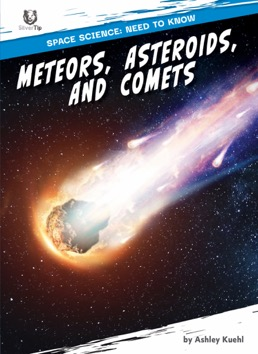 SilverTip
SPACE SCIENCE: NEED TO KNOW
METEORS, ASTEROIDS,
AND COMETS
by Ashley Kuehl